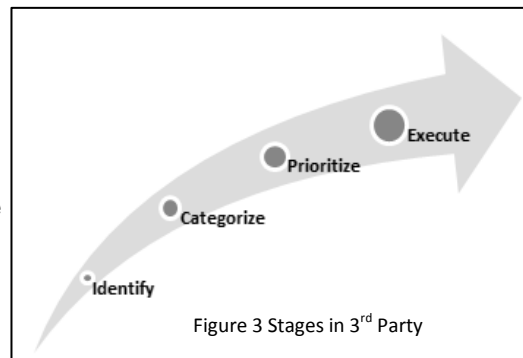 Execute
Prioritize
Categorize
Identify
Figure 3 Stages in 3rd Party